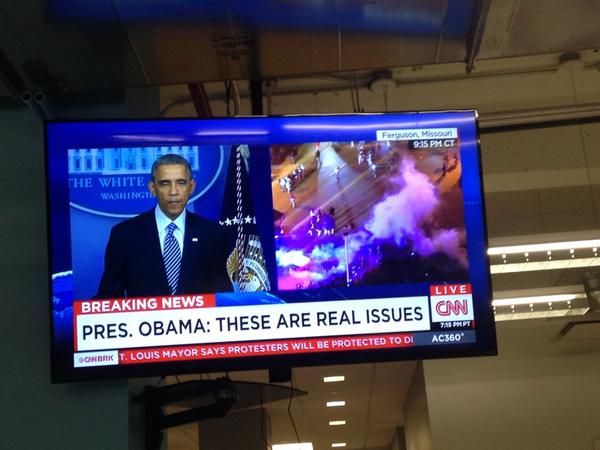 Ferguson, Missouri
9:15 PM CT
THE WHITE
WASHINGTO
BREAKING NEWS
PRES. OBAMA: THESE ARE REAL ISSUES
LIVE
CNN
7:15 PM PT
@CNNBRK
T. LOUIS MAYOR SAYS PROTESTERS WILL BE PROTECTED TO DI
AC360°